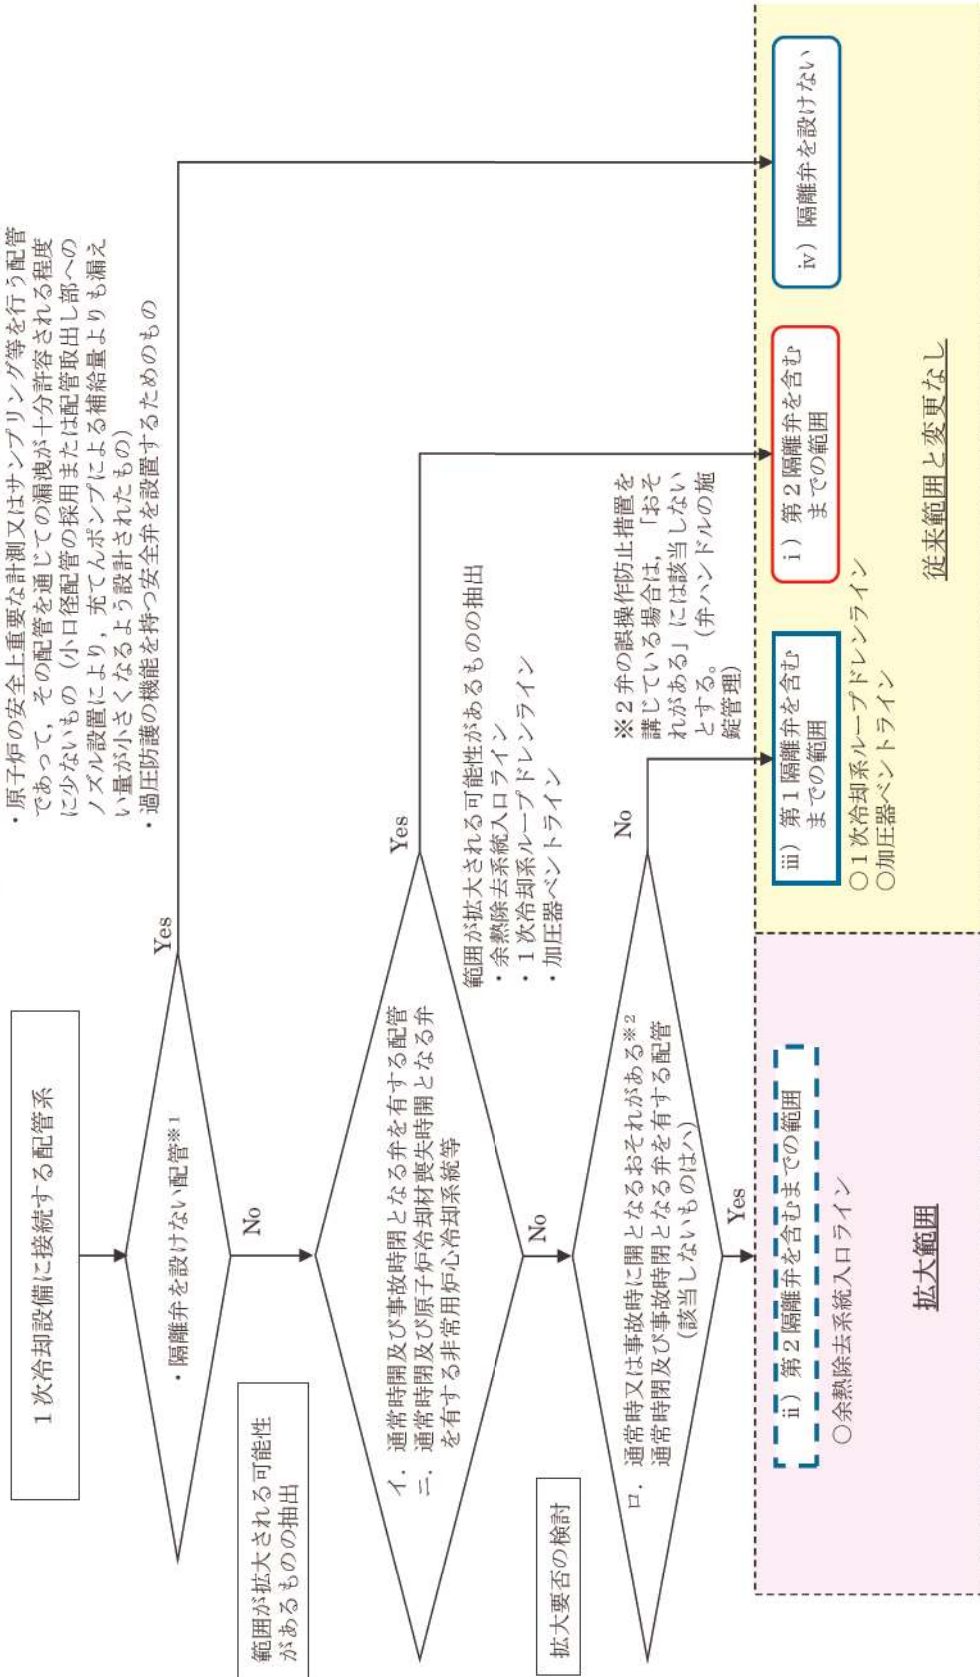 1次冷却設備に接続する配管系
・原子炉の安全上重要な計測又はサンプリング等を行う配管
であって，その配管を通じての漏洩が十分許容される程度
に少ないもの（小口径配管の採用または配管取出し部への
ノズル設置により，充てんポンプによる補給量よりも漏え
い量が小さくなるよう設計されたもの）
・過圧防護の機能を持つ安全弁を設置するためのもの
・隔離弁を設けない配管※1
Yes
No
範囲が拡大される可能性
があるものの抽出
イ．通常時開及び事故時閉となる弁を有する配管
ニ．通常時閉及び原子炉冷却材喪失時開となる弁
を有する非常用炉心冷却系統等
Yes
No
範囲が拡大される可能性があるものの抽出
・余熱除去系統入口ライン
・1次冷却系ループドレンライン
・加圧器ベントライン
拡大要否の検討
ロ．通常時又は事故時に開となるおそれがある※2
通常時閉及び事故時閉となる弁を有する配管
（該当しないものはハ）
No
Yes
※2弁の誤操作防止措置を
講じている場合は，「おそ
れがある」には該当しない
とする。（弁ハンドルの施
錠管理）
ii）第2隔離弁を含むまでの範囲
○余熱除去系統入口ライン
拡大範囲
iii）第1隔離弁を含む
までの範囲
○1次冷却系ループドレンライン
○加圧器ベントライン
i）第2隔離弁を含む
までの範囲
iv）隔離弁を設けない
従来範囲と変更なし